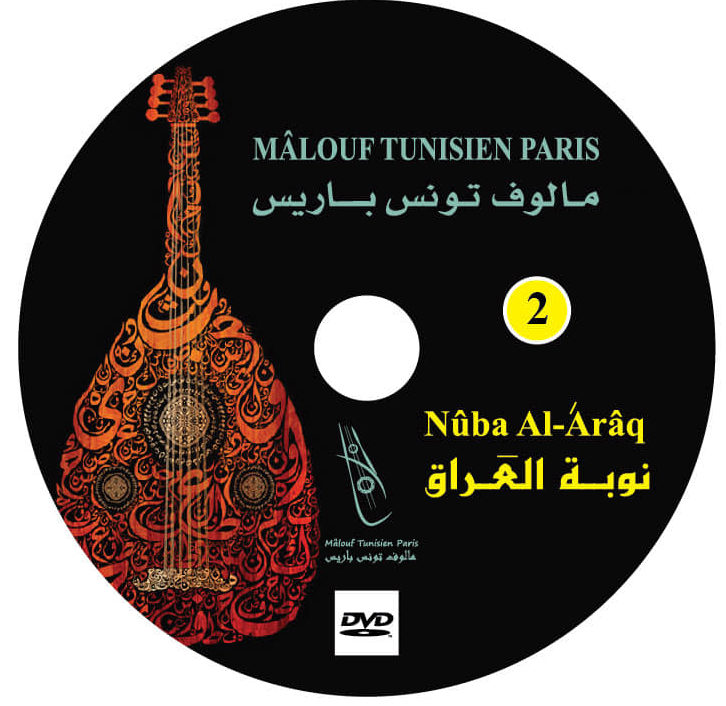 MÂLOUF TUNISIEN PARIS
مالوف تونس باريس
2
Nûba Al-Áráq
نوبة العَراق
Mâlouf Tunisien Paris
مالوف تونس باريس
DVD